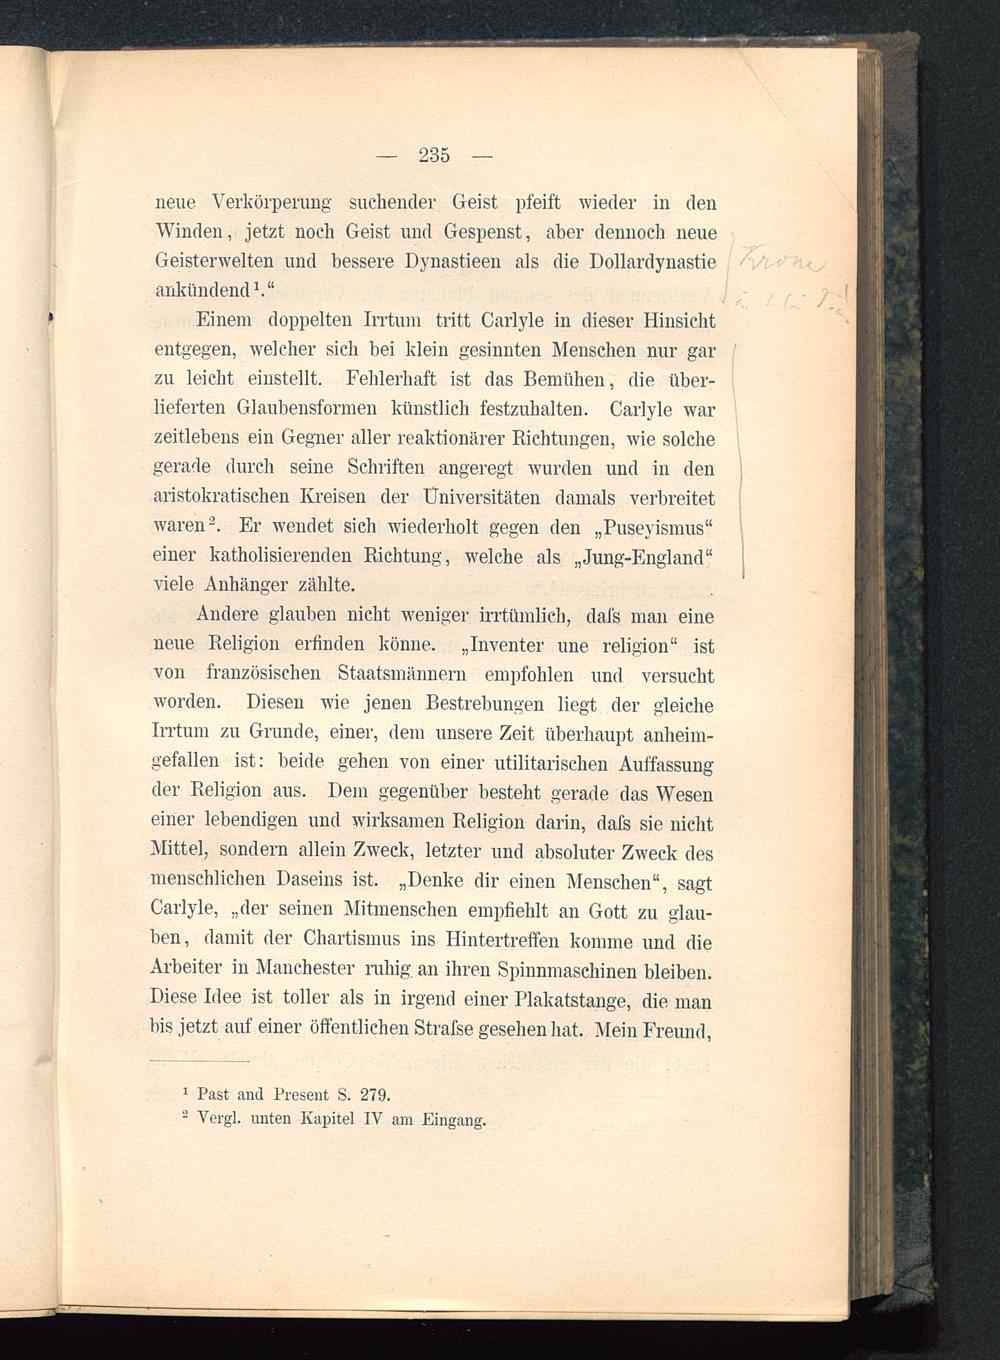 — 235 —
neue Verkörperung suchender Geist pfeift wieder in den
Winden, jetzt noch Geist und Gespenst, aber dennoch neue
Geisterwelten und bessere Dynastieen als die Dollardynastie
ankündend ¹.“
Einem doppelten Irrtum tritt Carlyle in dieser Hinsicht
entgegen, welcher sich bei klein gesinnten Menschen nur gar
zu leicht einstellt. Fehlerhaft ist das Bemühen, die über-
lieferten Glaubensformen künstlich festzuhalten. Carlyle war
zeitlebens ein Gegner aller reaktionärer Richtungen, wie solche
gerade durch seine Schriften angeregt wurden und in den
aristokratischen Kreisen der Universitäten damals verbreitet
waren ². Er wendet sich wiederholt gegen den „Puseyismus“
einer katholisierenden Richtung, welche als „Jung-England“
viele Anhänger zählte.
Andere glauben nicht weniger irrtümlich, daſs man eine
neue Religion erfinden könne. „Inventer une religion“ ist
von französischen Staatsmännern empfohlen und versucht
worden. Diesen wie jenen Bestrebungen liegt der gleiche
Irrtum zu Grunde, einer, dem unsere Zeit überhaupt anheim-
gefallen ist: beide gehen von einer utilitarischen Auffassung
der Religion aus. Dem gegenüber besteht gerade das Wesen
einer lebendigen und wirksamen Religion darin, daſs sie nicht
Mittel, sondern allein Zweck, letzter und absoluter Zweck des
menschlichen Daseins ist. „Denke dir einen Menschen“, sagt
Carlyle, „der seinen Mitmenschen empfiehlt an Gott zu glau-
ben, damit der Chartismus ins Hintertreffen komme und die
Arbeiter in Manchester ruhig an ihren Spinnmaschinen bleiben.
Diese Idee ist toller als in irgend einer Plakatstange, die man
bis jetzt auf einer öffentlichen Straſse gesehen hat. Mein Freund,
¹ Past and Present S. 279.
² Vergl. unten Kapitel IV am Eingang.
Krone